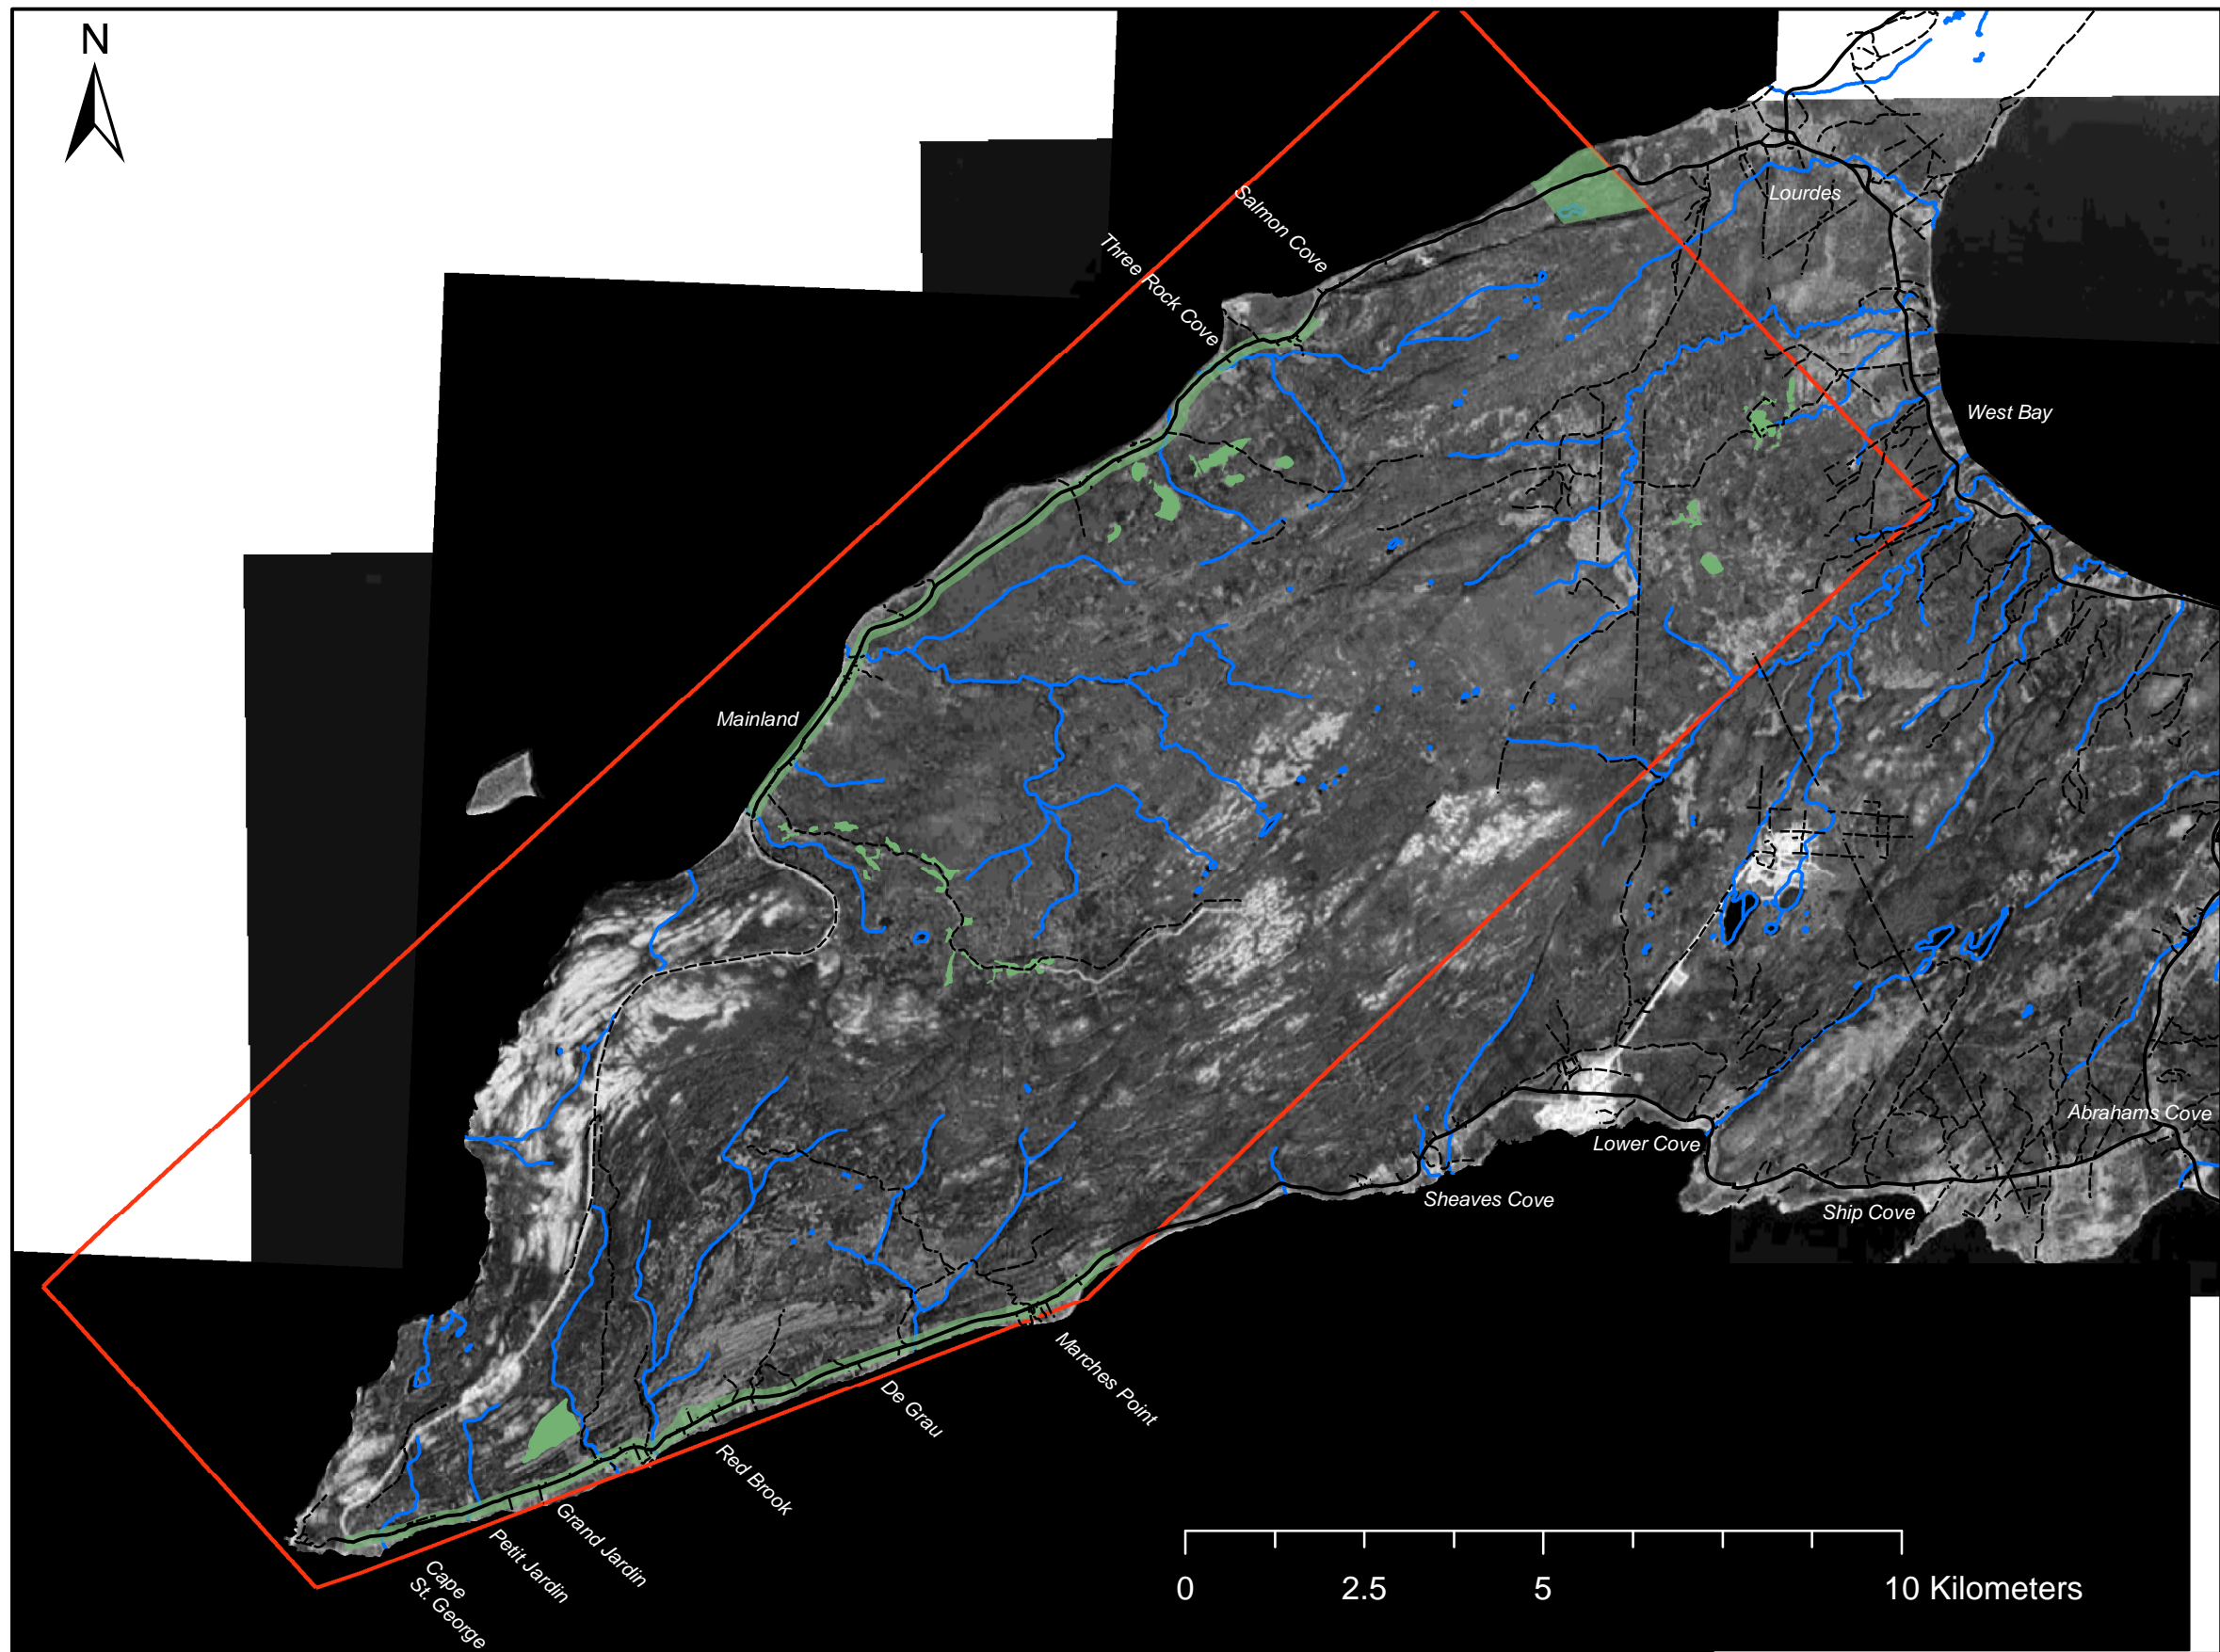 N
Lourdes
Salmon Cove
Three Rock Cove
West Bay
Mainland
Abrahams Cove
Lower Cove
Sheaves Cove
Ship Cove
Marches Point
De Grau
Red Brook
Grand Jardin
Petit Jardin
Cape
St. George
0 2.5 5 10 Kilometers